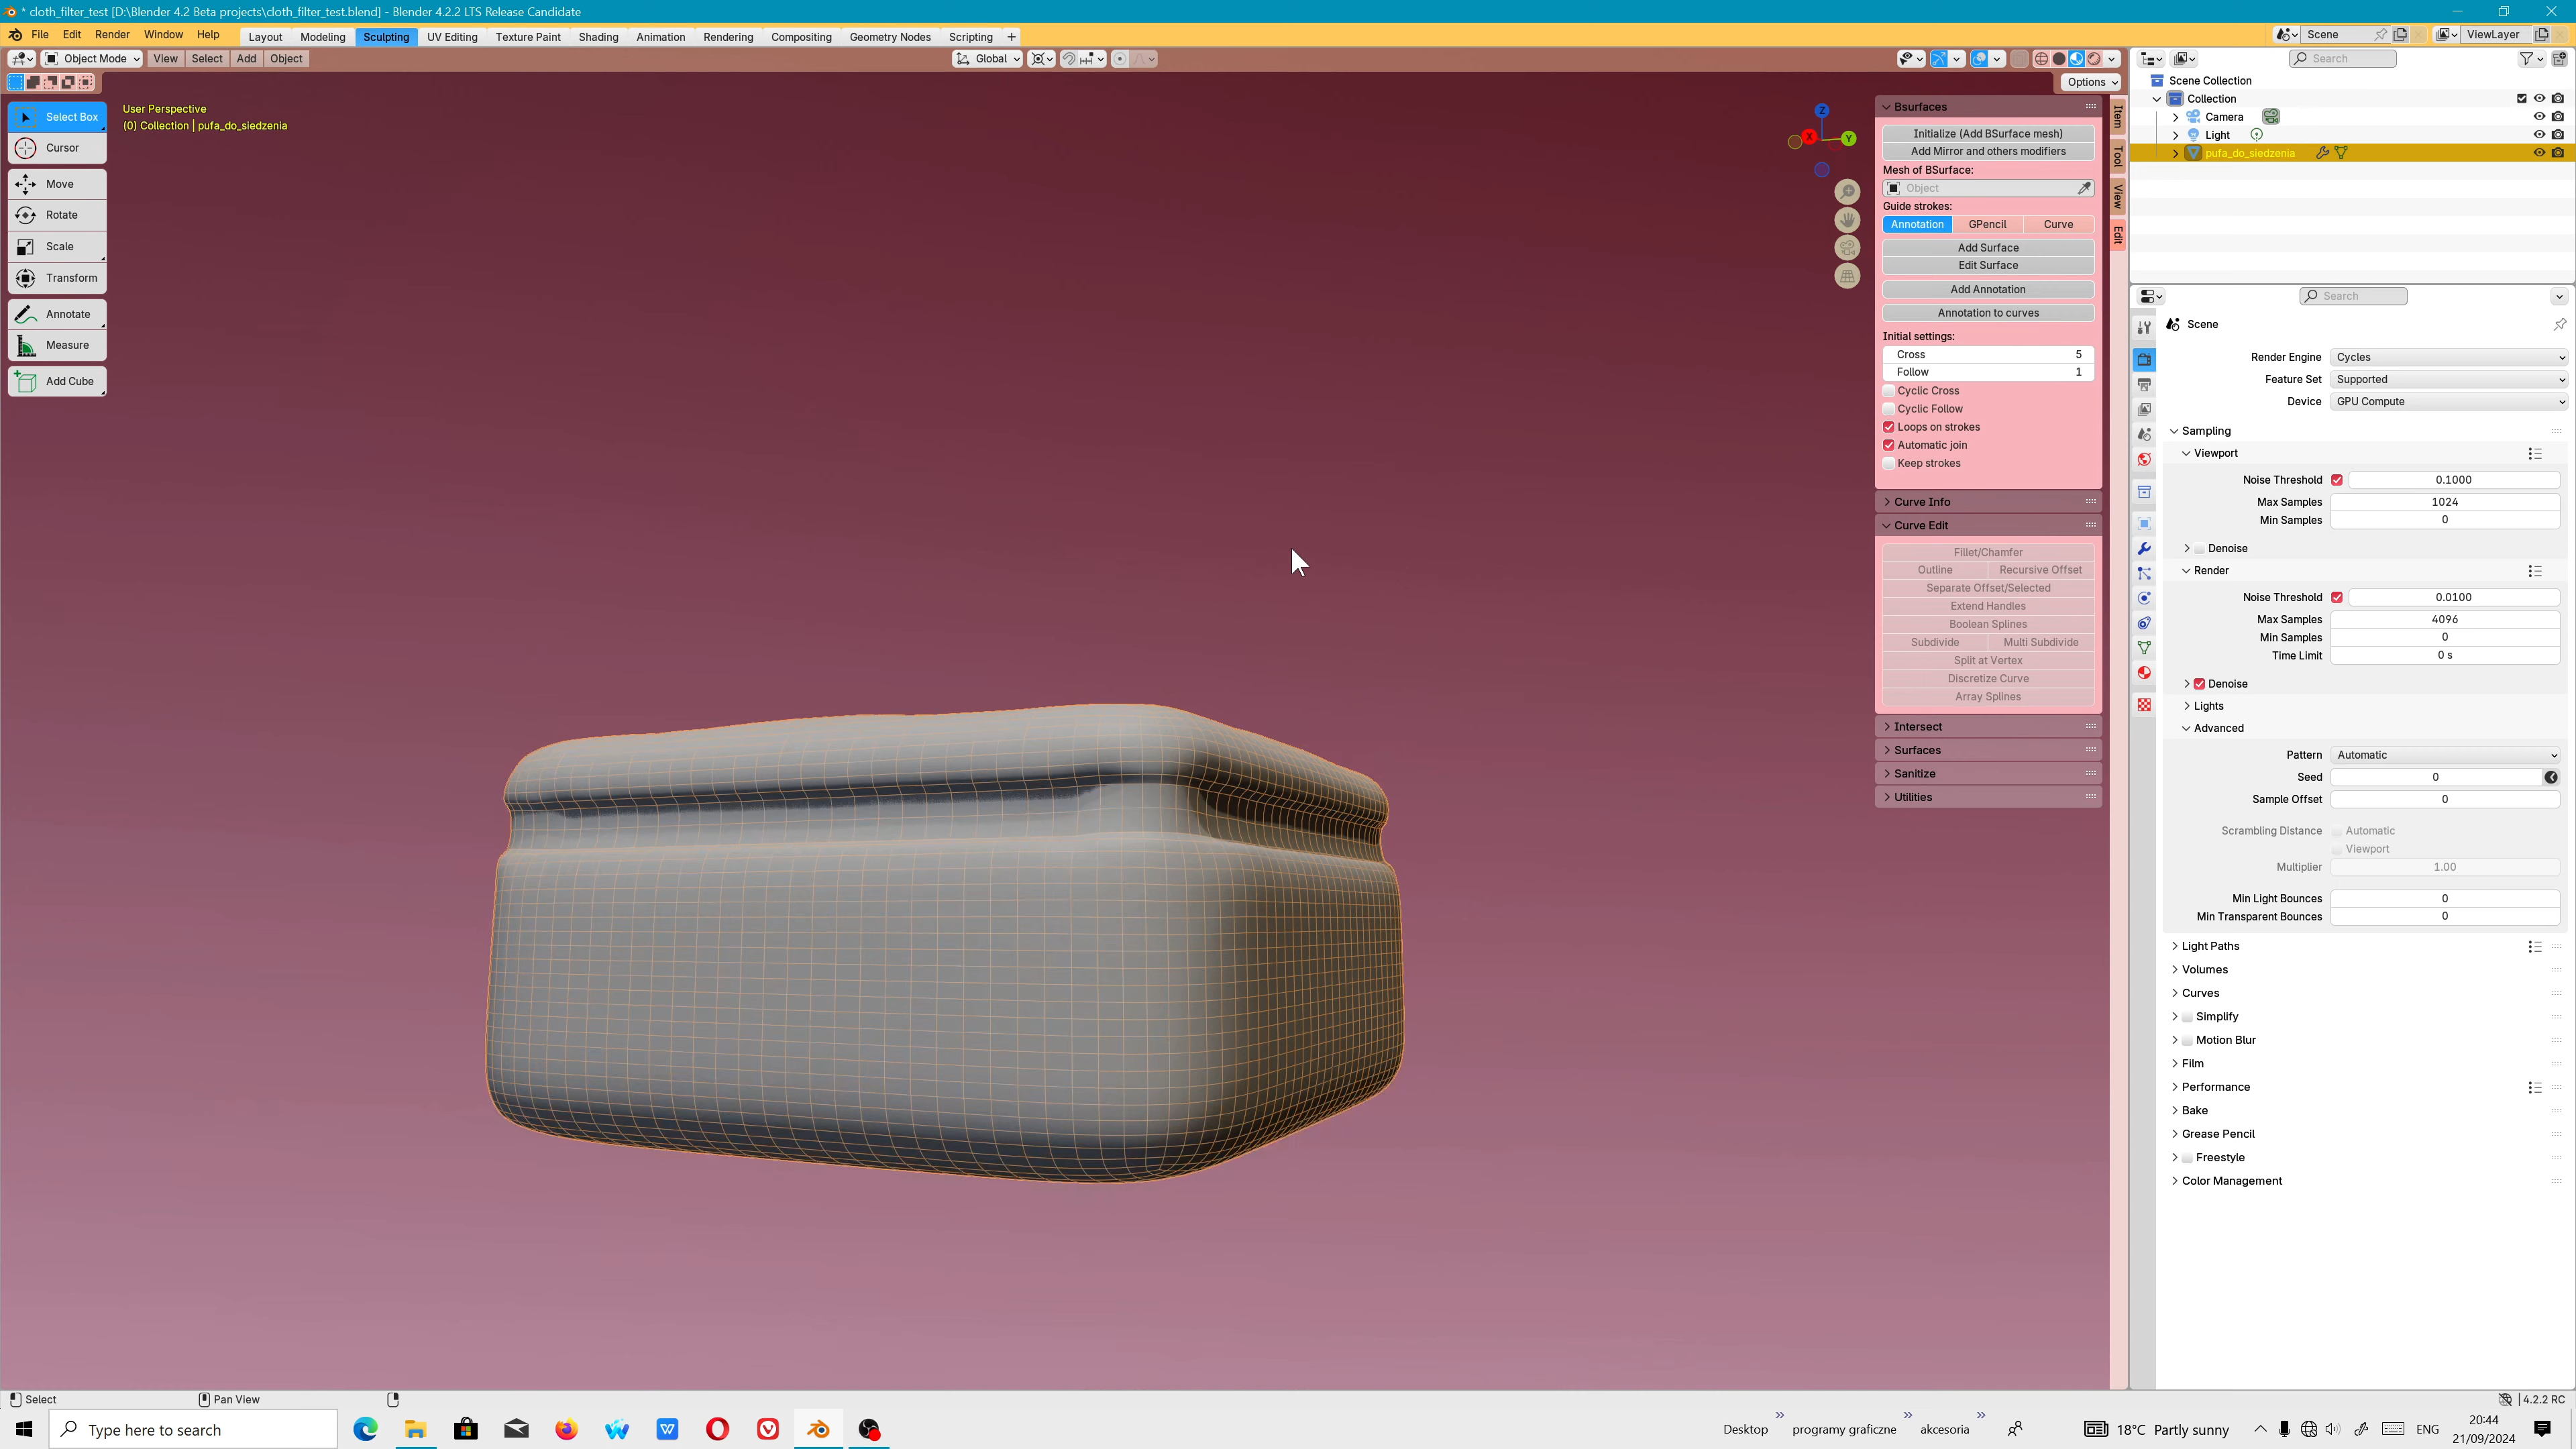 * cloth_filter_test [D:\Blender 4.2 Beta projects\cloth_filter_test.blend] - Blender 4.2.2 LTS Release Candidate
File Edit Render Window Help Layout Modeling Sculpting UV Editing Texture Paint Shading Animation Rendering Compositing Geometry Nodes Scripting + Scene ViewLayer
Object Mode View Select Add Object Global Search
Options
Select Box
Cursor
Move
Rotate
Scale
Transform
Annotate
Measure
Add Cube
User Perspective
(0) Collection | pufa_do_siedzenia
Z
X
Y
Bsurfaces
Initialize (Add BSurface mesh)
Add Mirror and others modifiers
Mesh of BSurface:
Object
Guide strokes:
Annotation GPencil Curve
Add Surface
Edit Surface
Add Annotation
Annotation to curves
Initial settings:
Cross 5
Follow 1
Cyclic Cross
Cyclic Follow
Loops on strokes
Automatic join
Keep strokes
Curve Info
Curve Edit
Fillet/Chamfer
Outline Recursive Offset
Separate Offset/Selected
Extend Handles
Boolean Splines
Subdivide Multi Subdivide
Split at Vertex
Discretize Curve
Array Splines
Intersect
Surfaces
Sanitize
Utilities
Item
Tool
View
Edit
Scene Collection
Collection
Camera
Light
pufa_do_siedzenia
Search
Scene
Render Engine Cycles
Feature Set Supported
Device GPU Compute
Sampling
Viewport
Noise Threshold 0.1000
Max Samples 1024
Min Samples 0
Denoise
Render
Noise Threshold 0.0100
Max Samples 4096
Min Samples 0
Time Limit 0 s
Denoise
Lights
Advanced
Pattern Automatic
Seed 0
Sample Offset 0
Scrambling Distance Automatic
Viewport
Multiplier 1.00
Min Light Bounces 0
Min Transparent Bounces 0
Light Paths
Volumes
Curves
Simplify
Motion Blur
Film
Performance
Bake
Grease Pencil
Freestyle
Color Management
Select Pan View 4.2.2 RC
Type here to search Desktop » programy graficzne » akcesoria » 18°C Partly sunny ENG
20:44
21/09/2024